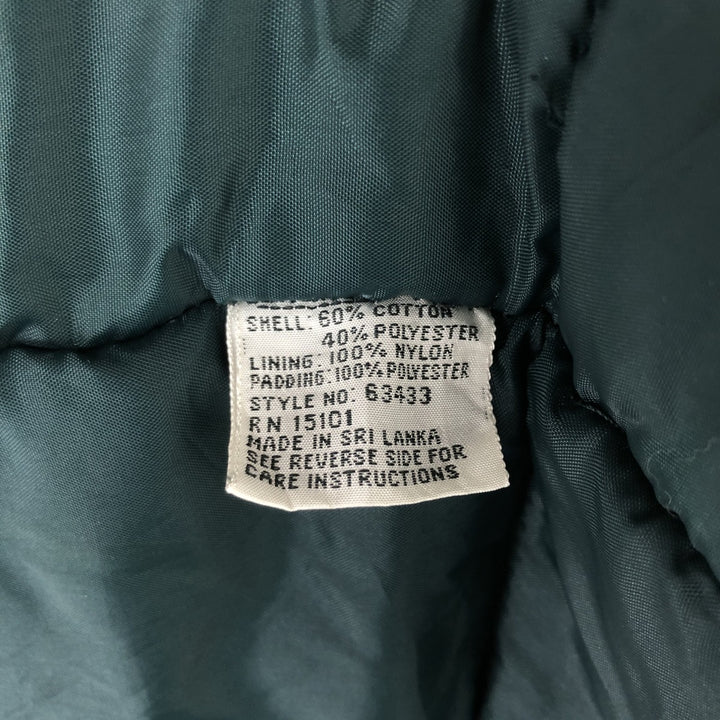 SHELL: 60% COTTON
40% POLYESTER
LINING: 100% NYLON
PADDING: 100% POLYESTER
STYLE NO: 63433
RN 15101
MADE IN SRI LANKA
SEE REVERSE SIDE FOR
CARE INSTRUCTIONS